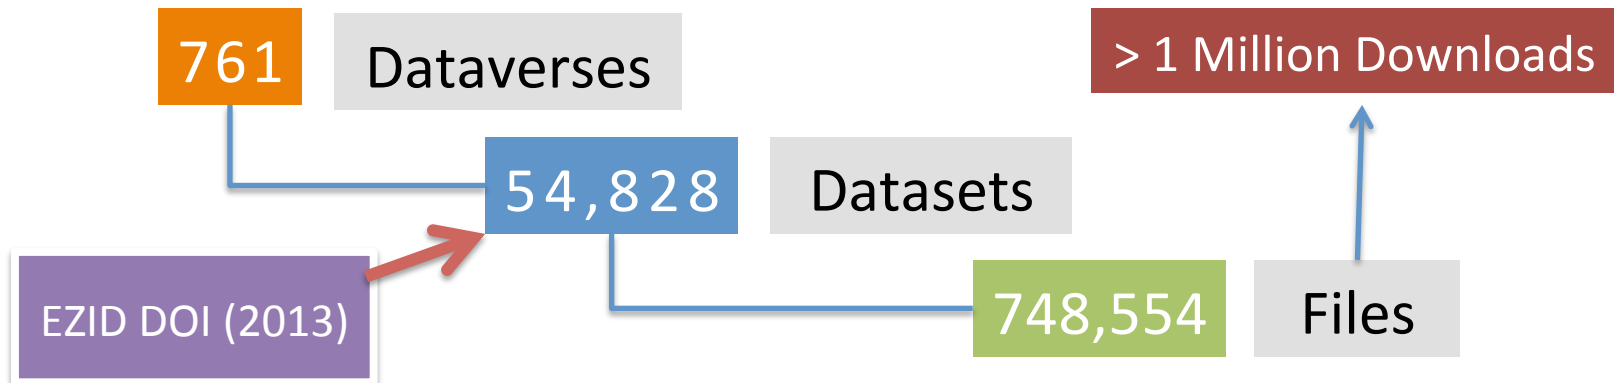 761
Dataverses
> 1 Million Downloads
54,828
Datasets
EZID DOI (2013)
748,554
Files